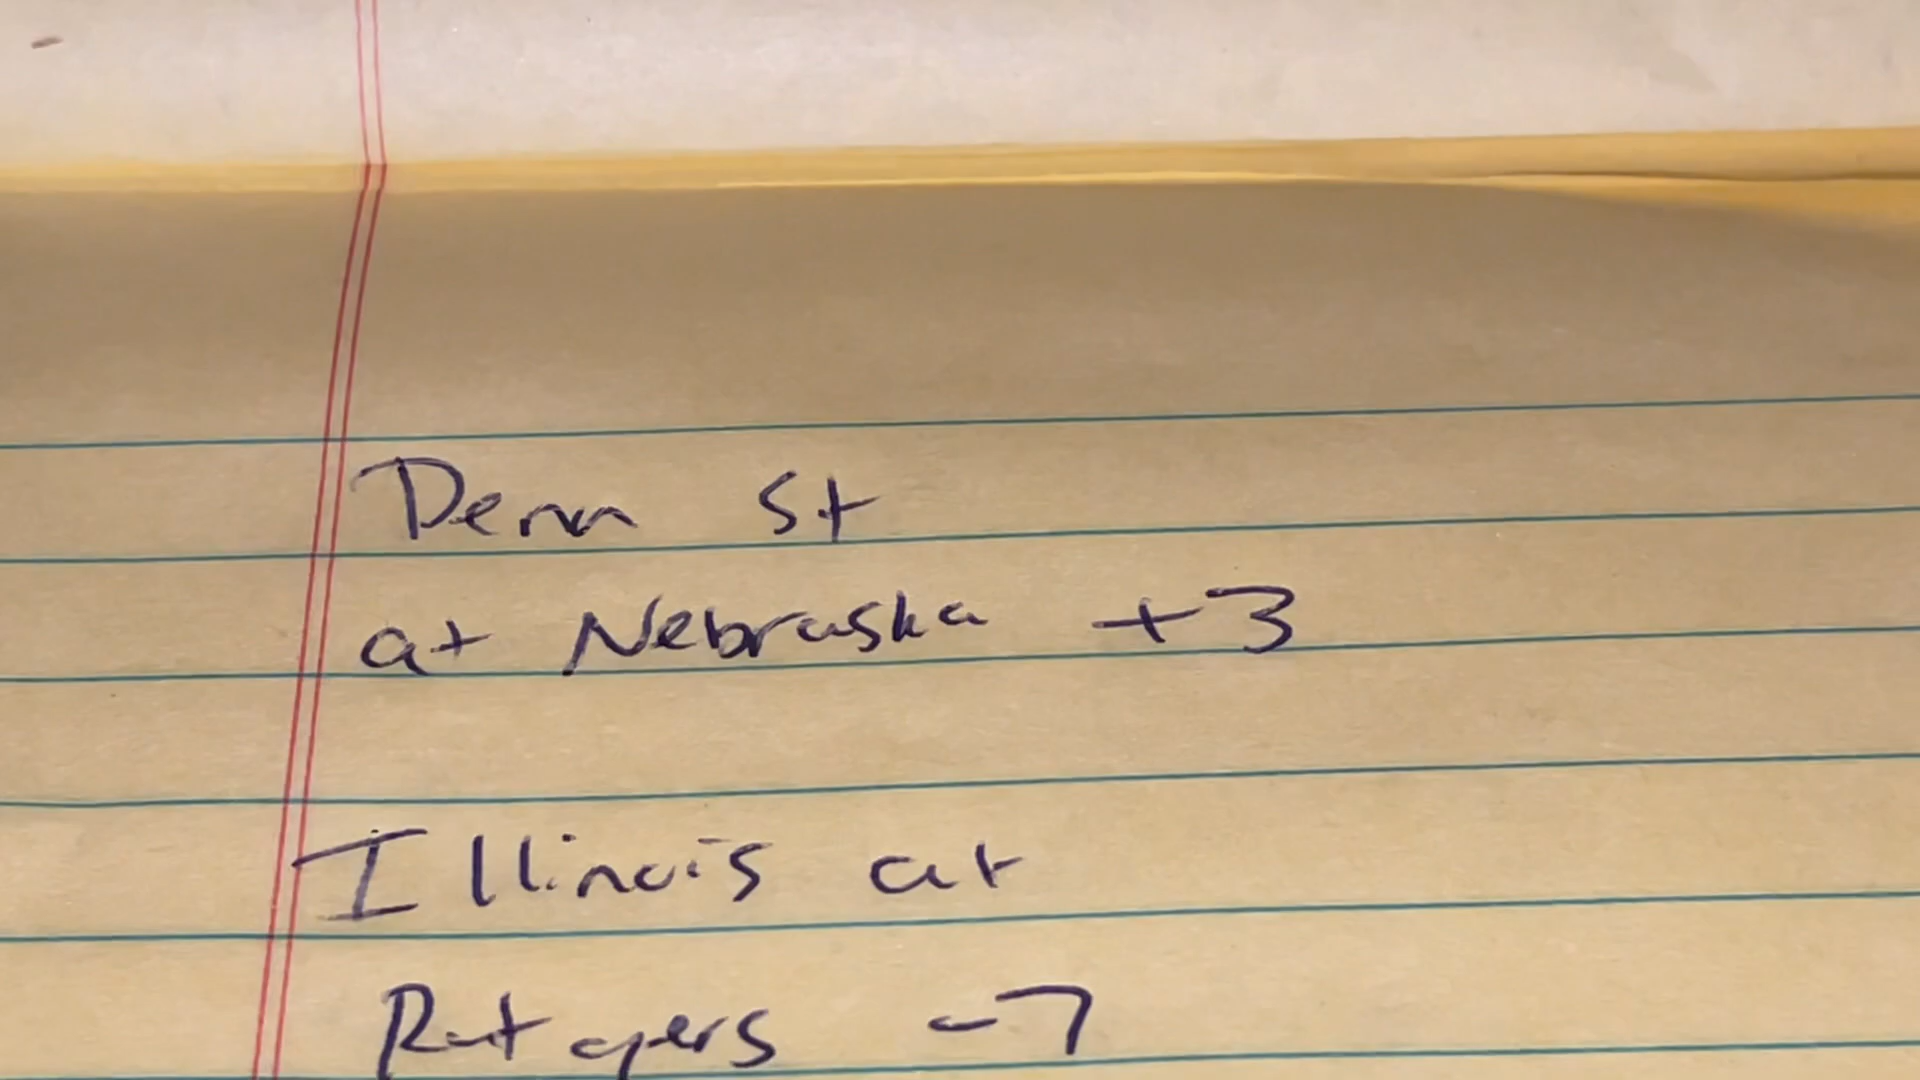 Penn St
at Nebraska +3
Illinois at
Rutgers -7